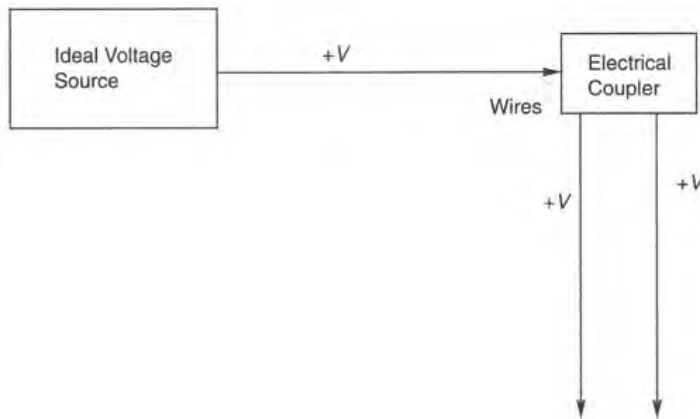 Ideal Voltage
Source
+V
Electrical
Coupler
Wires
+V
+V